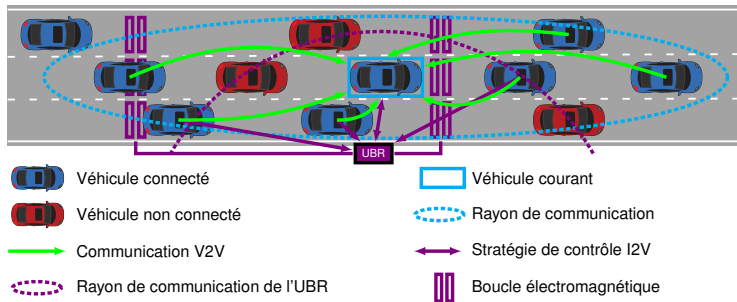 UBR
Véhicule connecté
Véhicule courant
Véhicule non connecté
Rayon de communication
Communication V2V
Stratégie de contrôle I2V
Rayon de communication de l'UBR
Boucle électromagnétique